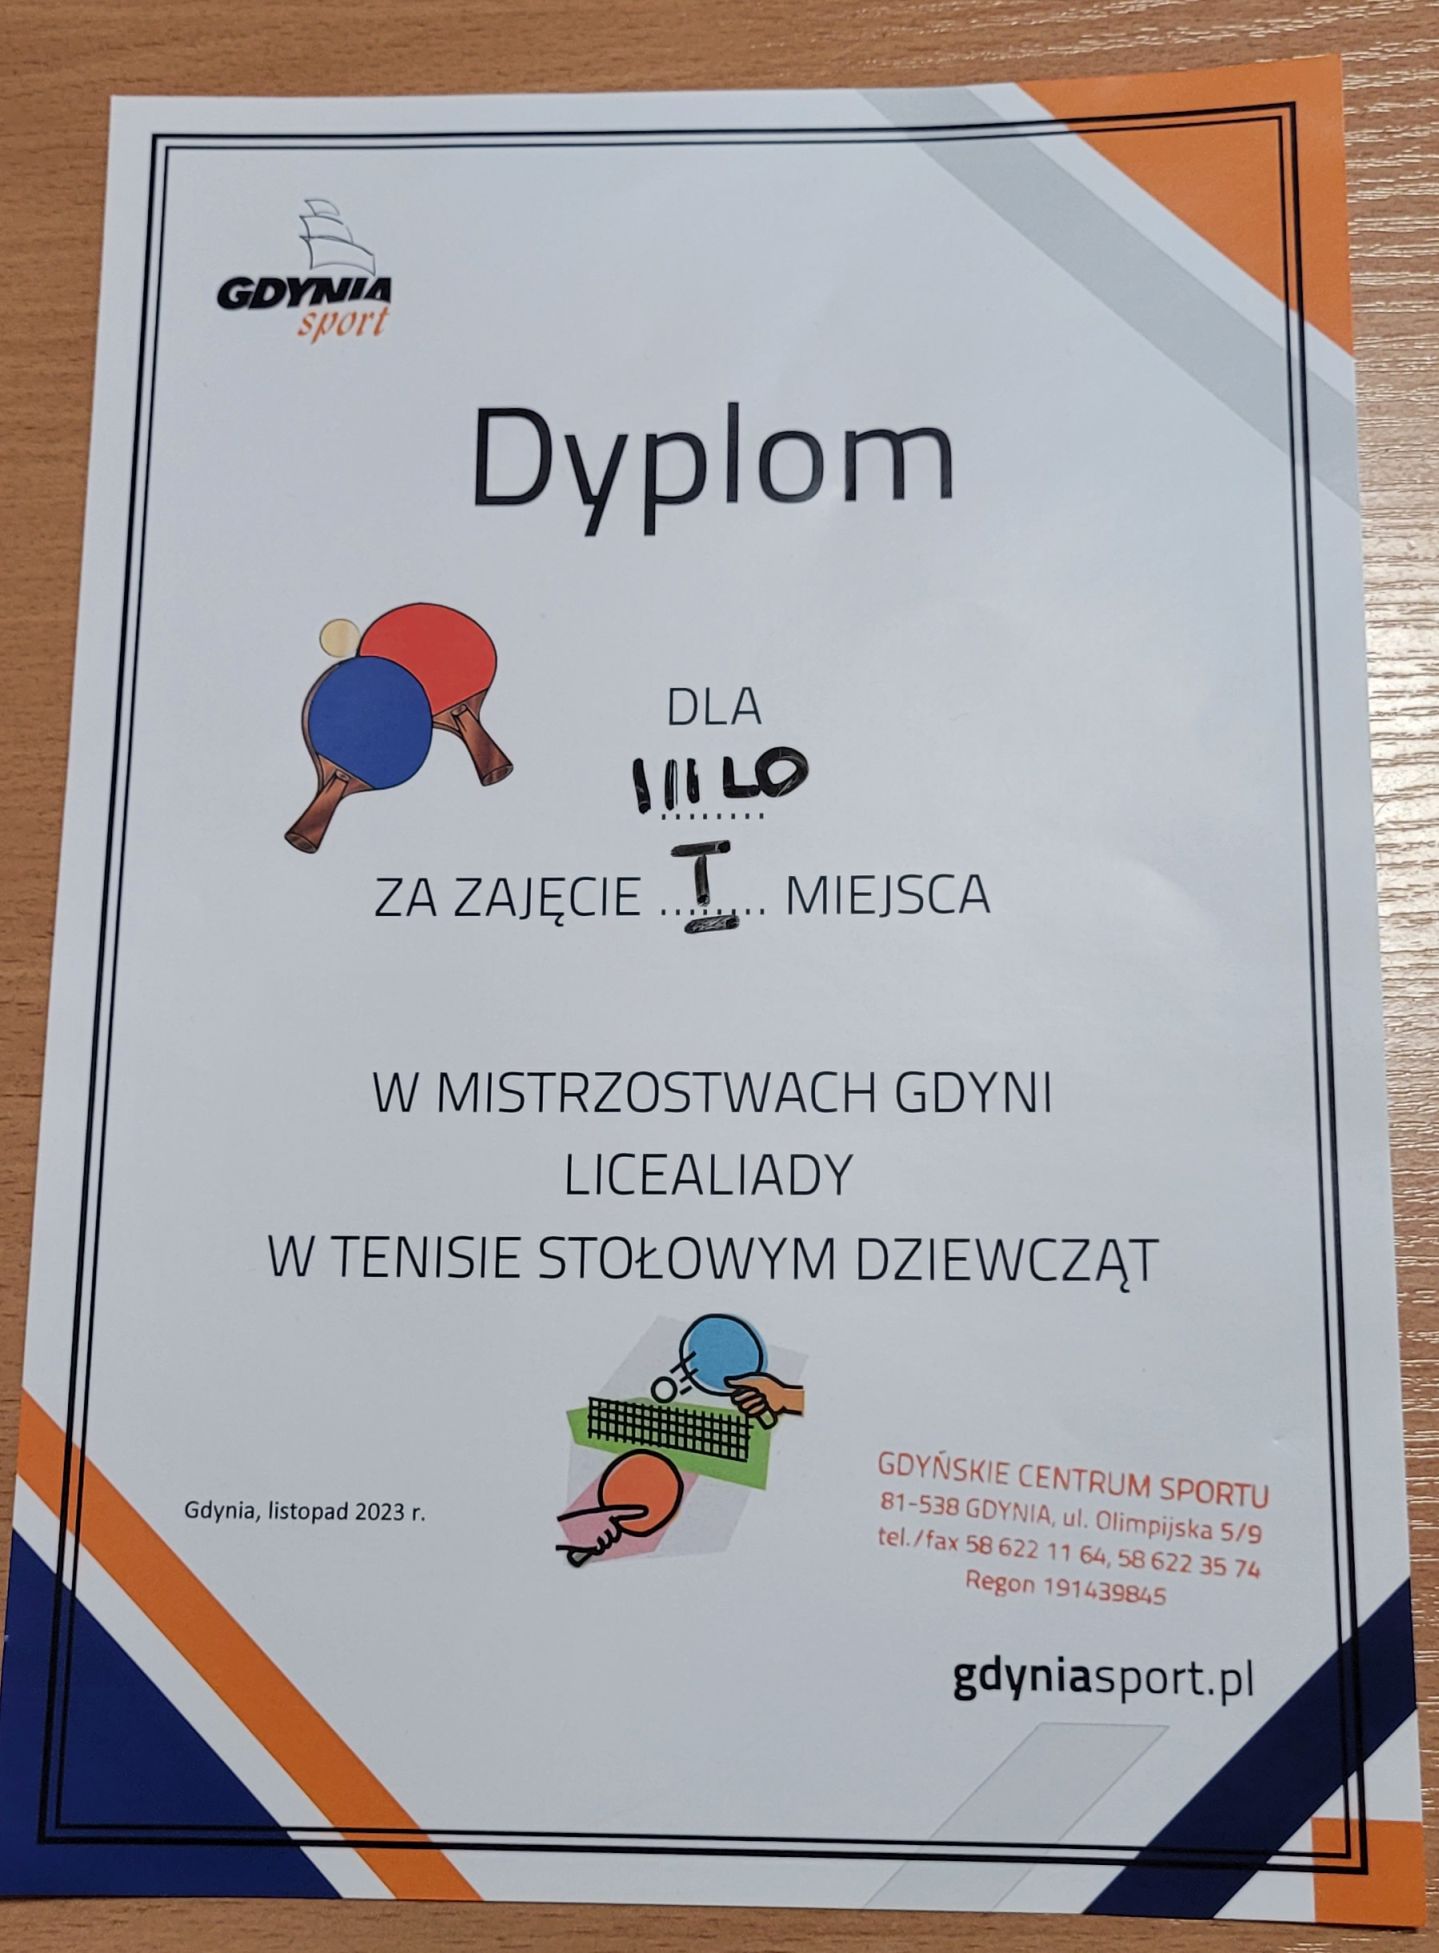 GDYNIA
sport
Dyplom
DLA
III LO
ZA ZAJĘCIE ...I... MIEJSCA
W MISTRZOSTWACH GDYNI
LICEALIADY
W TENISIE STOŁOWYM DZIEWCZĄT
Gdynia, listopad 2023 r.
GDYŃSKIE CENTRUM SPORTU
81-538 GDYNIA, ul. Olimpijska 5/9
tel./fax 58 622 11 64, 58 622 35 74
Regon 191439845
gdyniasport.pl